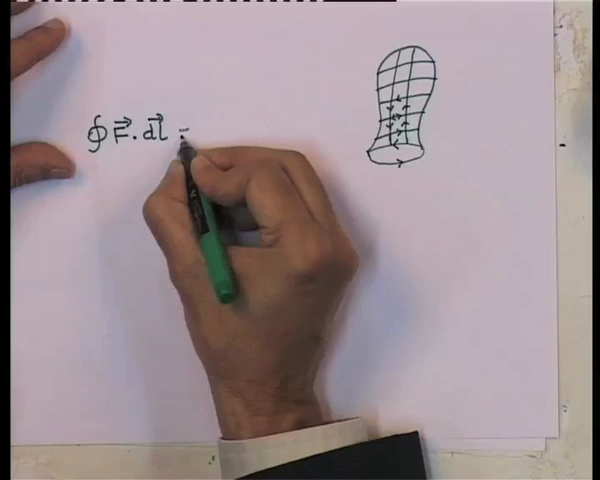 ∮ F⃗ . dl⃗ =